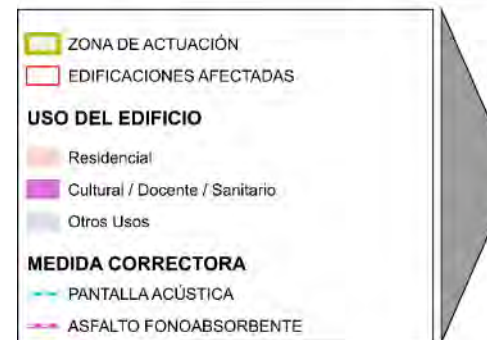 ZONA DE ACTUACIÓN
EDIFICACIONES AFECTADAS
USO DEL EDIFICIO
Residencial
Cultural / Docente / Sanitario
Otros Usos
MEDIDA CORRECTORA
PANTALLA ACÚSTICA
ASFALTO FONOABSORBENTE